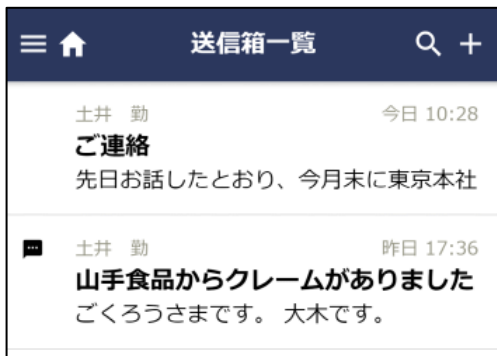 送信箱一覧
土井 勤 今日 10:28
ご連絡
先日お話したとおり、今月末に東京本社
土井 勤 昨日 17:36
山手食品からクレームがありました
ごくろうさまです。 大木です。